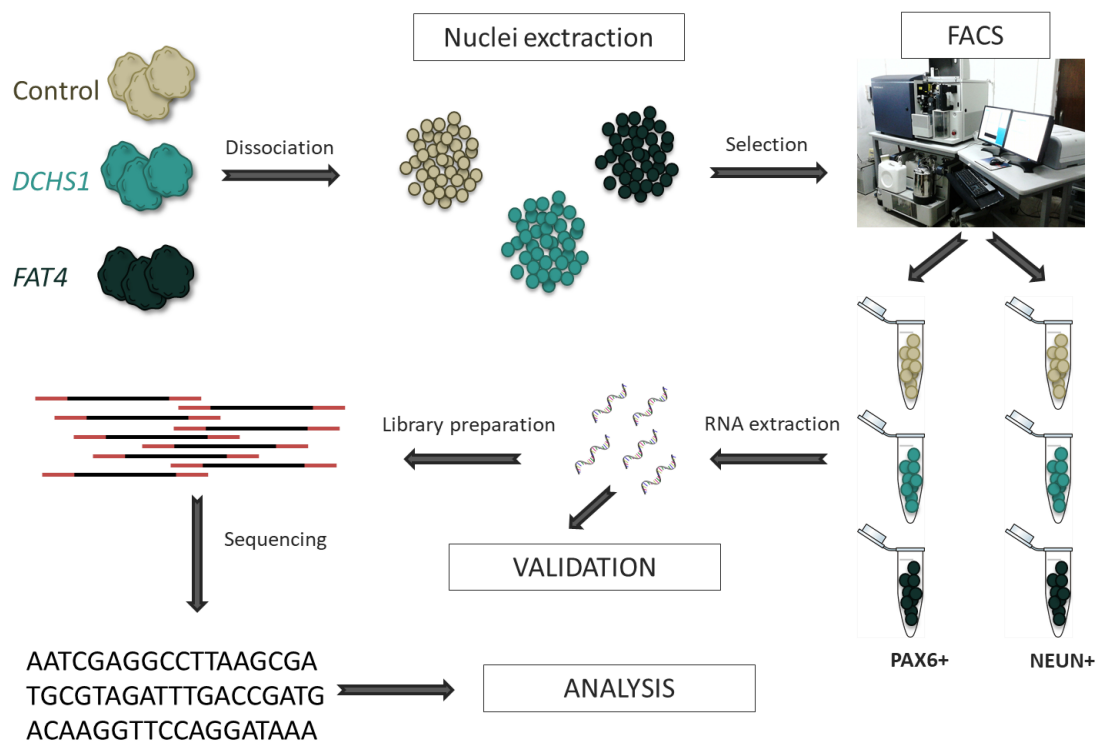 Nuclei exctraction
FACS
Control
DCHS1
FAT4
Dissociation
Selection
RNA extraction
Library preparation
VALIDATION
Sequencing
PAX6+
NEUN+
AATCGAGGCCTTAAGCGA
TGCGTAGATTTGACCGATG
ACAAGGTTCCAGGATAAA
ANALYSIS